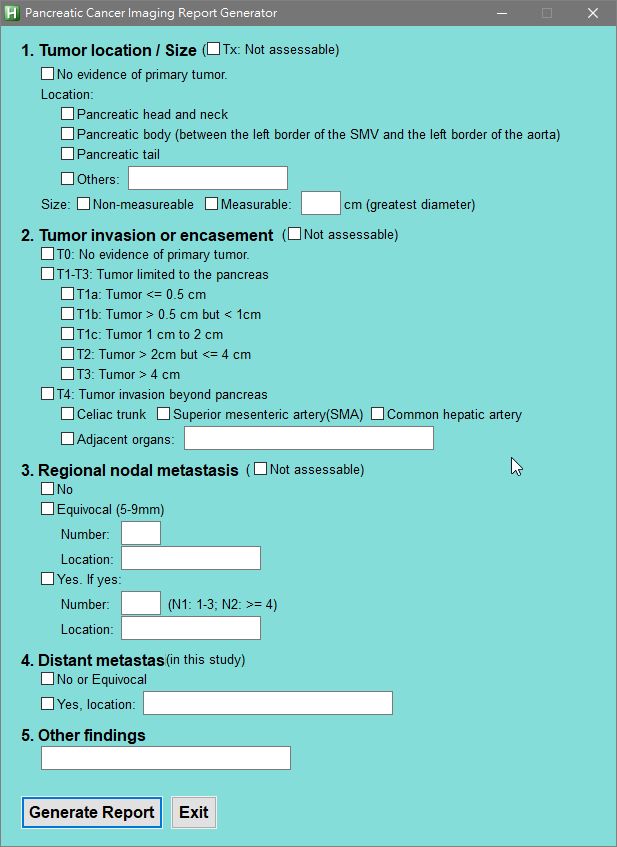 Pancreatic Cancer Imaging Report Generator
1. Tumor location / Size (Tx: Not assessable)
No evidence of primary tumor.
Location:
Pancreatic head and neck
Pancreatic body (between the left border of the SMV and the left border of the aorta)
Pancreatic tail
Others:
Size: Non-measureable Measurable: cm (greatest diameter)
2. Tumor invasion or encasement (Not assessable)
T0: No evidence of primary tumor.
T1-T3: Tumor limited to the pancreas
T1a: Tumor <= 0.5 cm
T1b: Tumor > 0.5 cm but < 1cm
T1c: Tumor 1 cm to 2 cm
T2: Tumor > 2cm but <= 4 cm
T3: Tumor > 4 cm
T4: Tumor invasion beyond pancreas
Celiac trunk Superior mesenteric artery(SMA) Common hepatic artery
Adjacent organs:
3. Regional nodal metastasis ( Not assessable)
No
Equivocal (5-9mm)
Number:
Location:
Yes. If yes:
Number: (N1: 1-3; N2: >= 4)
Location:
4. Distant metastas(in this study)
No or Equivocal
Yes, location:
5. Other findings
Generate Report Exit